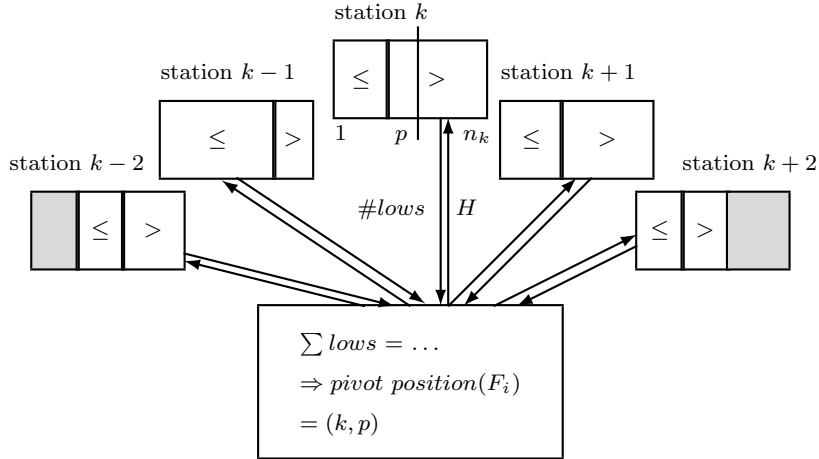 station k
station k − 1
station k + 1
station k − 2
station k + 2
≤ >
≤ >
≤ >
1 p n_k
≤ >
≤ >
#lows H
∑ lows = …
⇒ pivot position(F_i)
= (k, p)